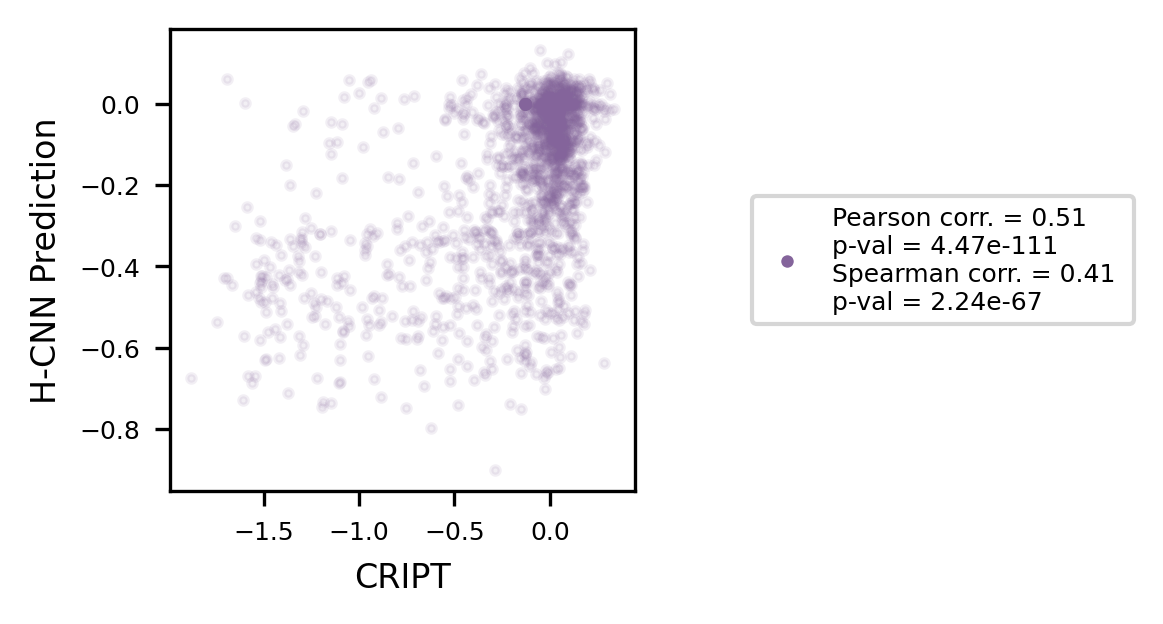 H-CNN Prediction
0.0
−0.2
−0.4
−0.6
−0.8
−1.5 −1.0 −0.5 0.0
CRIPT
Pearson corr. = 0.51
p-val = 4.47e-111
Spearman corr. = 0.41
p-val = 2.24e-67